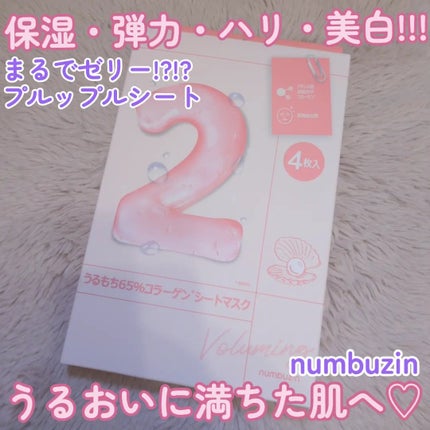 保湿・弾力・ハリ・美白!!!
まるでゼリー!?!?
プルップルシート
2
4枚入
うるもち65%コラーゲンシートマスク
Volumina
numbuzin
numbuzin
うるおいに満ちた肌へ♡